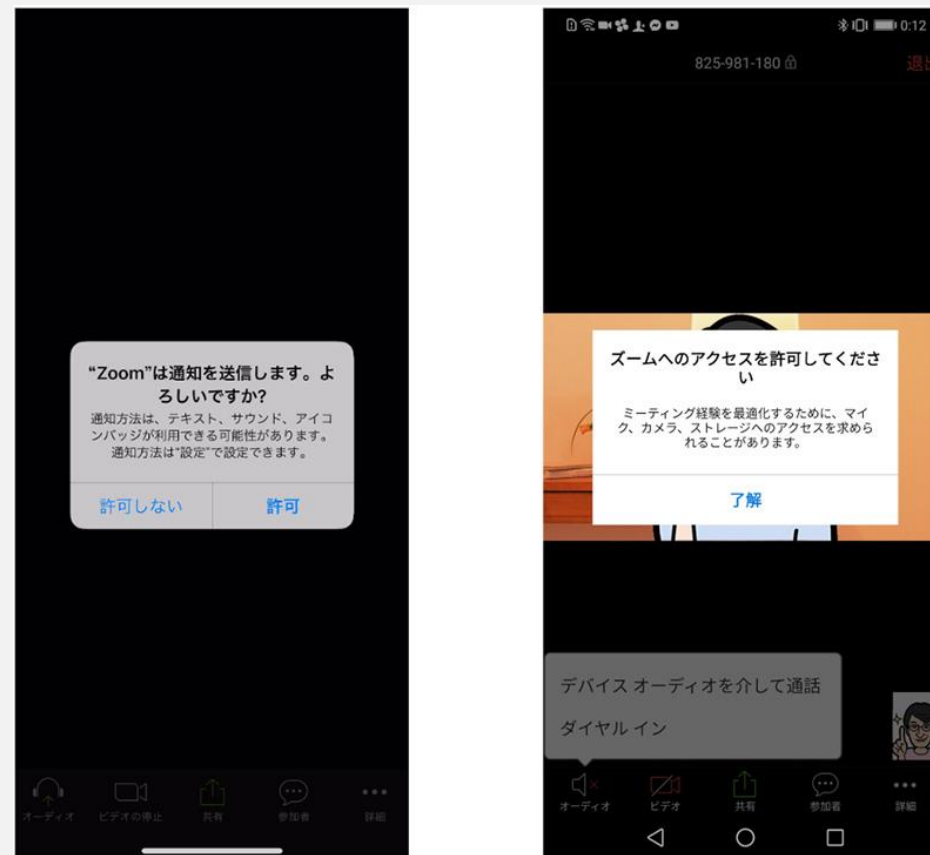 “Zoom”は通知を送信します。よ
ろしいですか?
通知方法は、テキスト、サウンド、アイコ
ンバッジが利用できる可能性があります。
通知方法は“設定”で設定できます。
許可しない
許可
オーディオ
ビデオの停止
共有
参加者
詳細
0:12
825-981-180
退出
ズームへのアクセスを許可してくださ
い
ミーティング経験を最適化するために、マイ
ク、カメラ、ストレージへのアクセスを求めら
れることがあります。
了解
デバイス オーディオを介して通話
ダイヤル イン
オーディオ
ビデオ
共有
参加者
詳細